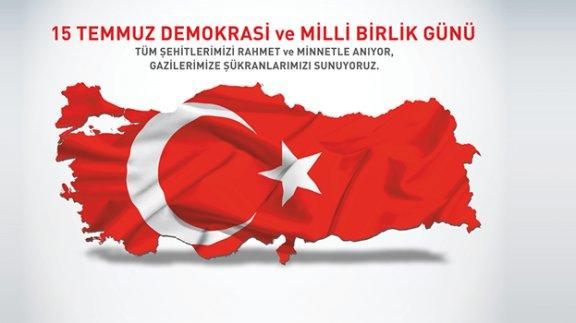 15 TEMMUZ DEMOKRASİ ve MİLLİ BİRLİK GÜNÜ
TÜM ŞEHİTLERİMİZİ RAHMET ve MİNNETLE ANIYOR,
GAZİLERİMİZE ŞÜKRANLARIMIZI SUNUYORUZ.